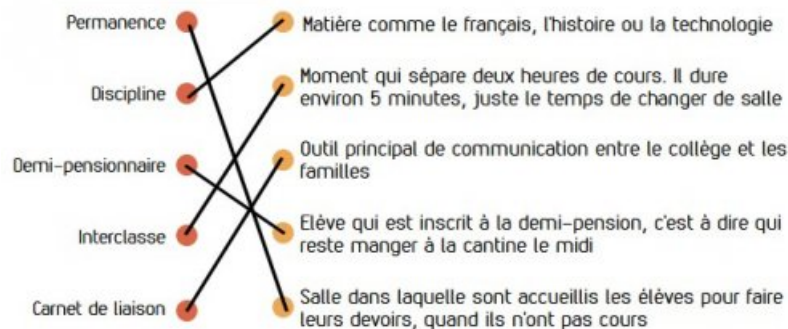 Permanence
Matière comme le français, l'histoire ou la technologie
Discipline
Moment qui sépare deux heures de cours. Il dure
environ 5 minutes, juste le temps de changer de salle
Demi-pensionnaire
Outil principal de communication entre le collège et les
familles
Interclasse
Elève qui est inscrit à la demi-pension, c'est à dire qui
reste manger à la cantine le midi
Carnet de liaison
Salle dans laquelle sont accueillis les élèves pour faire
leurs devoirs, quand ils n'ont pas cours